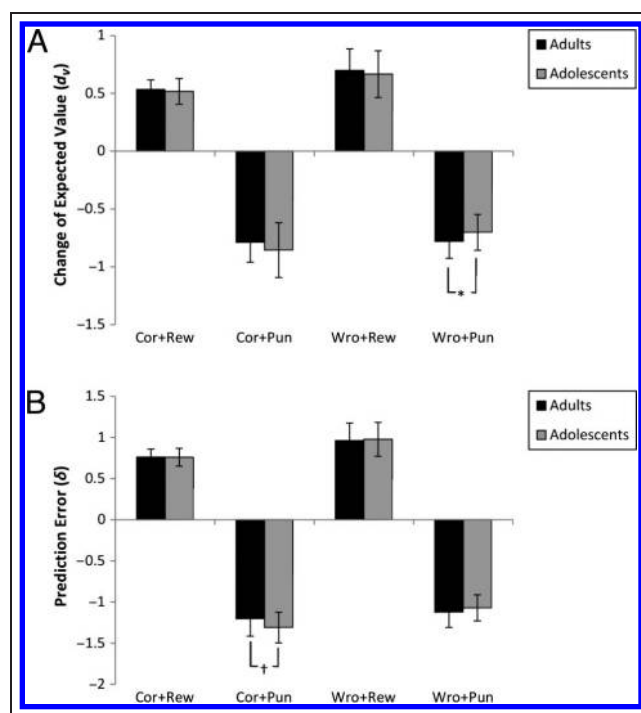 A
Change of Expected Value (dᵥ)
1
0.5
0
−0.5
−1
−1.5
Adults
Adolescents
*
Cor+Rew Cor+Pun Wro+Rew Wro+Pun
B
Prediction Error (δ)
1.5
1
0.5
0
−0.5
−1
−1.5
−2
Adults
Adolescents
†
Cor+Rew Cor+Pun Wro+Rew Wro+Pun